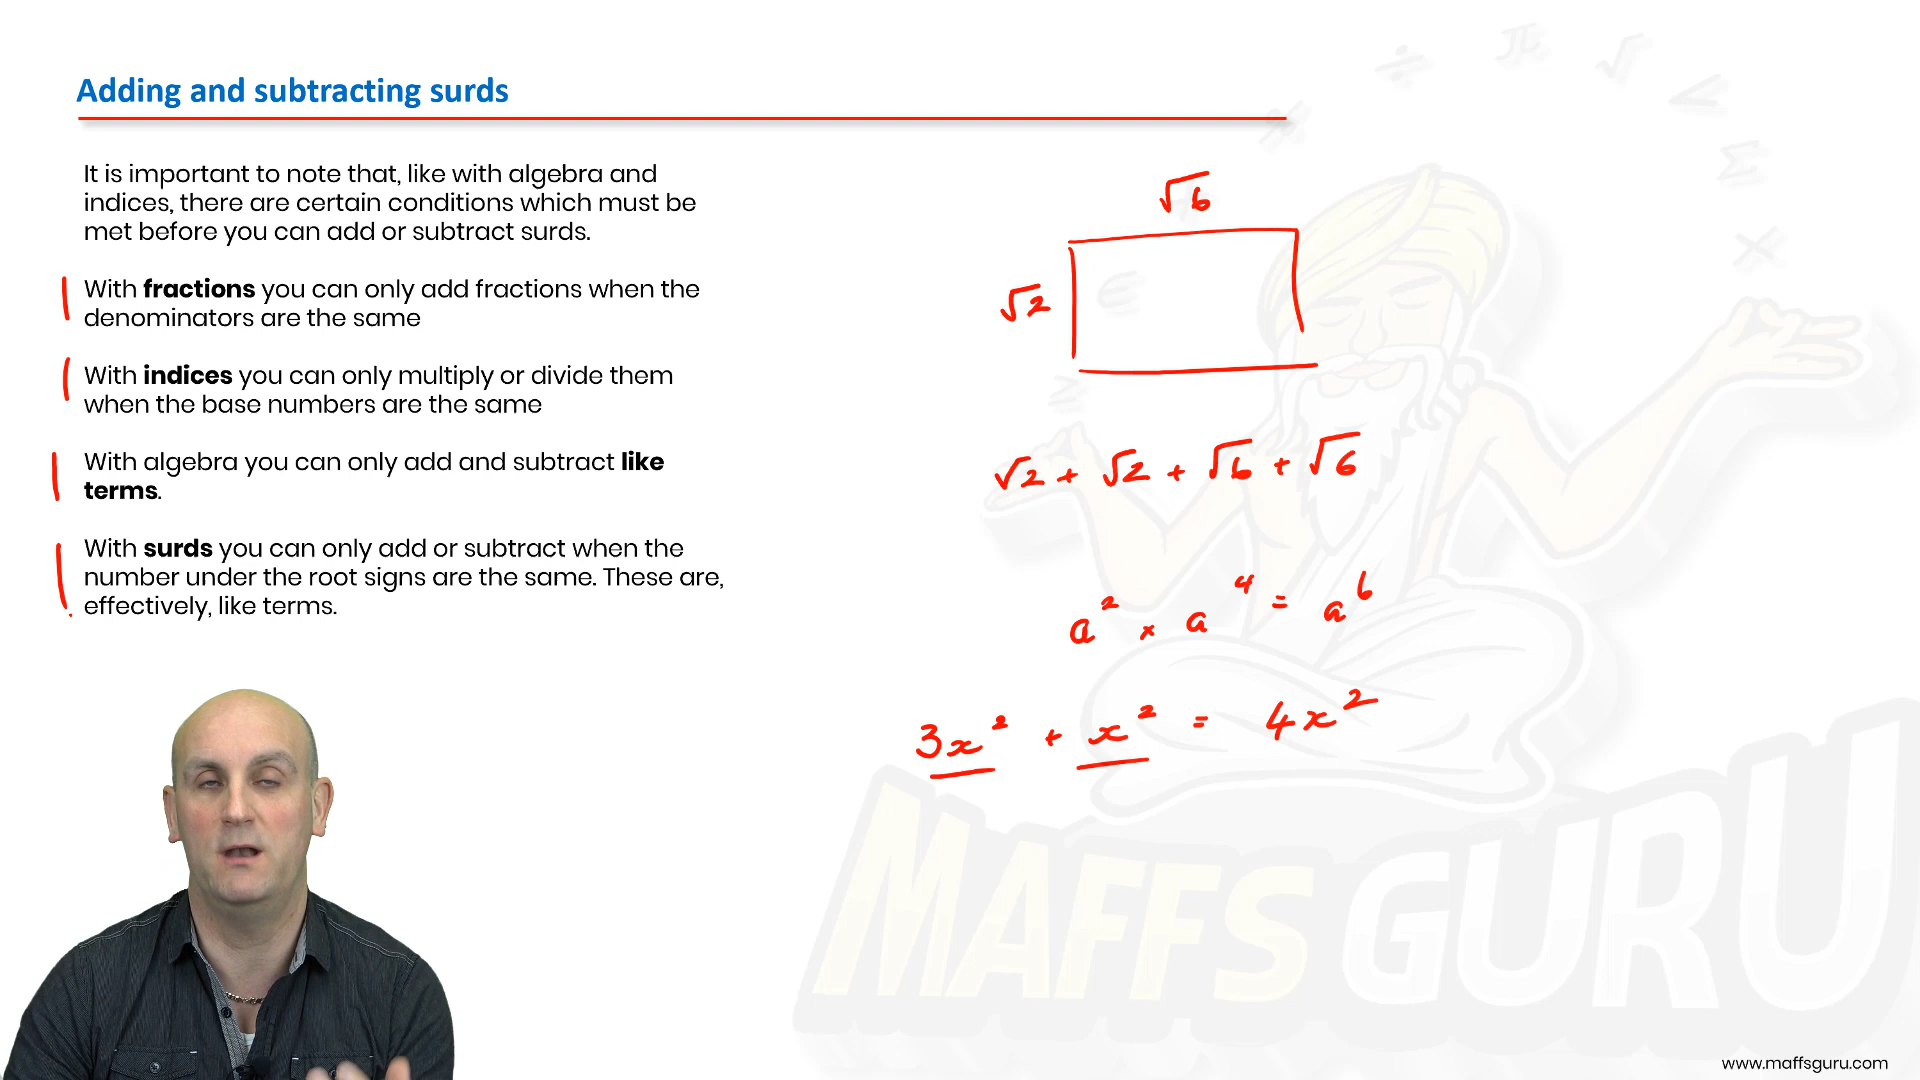 Adding and subtracting surds
It is important to note that, like with algebra and
indices, there are certain conditions which must be
met before you can add or subtract surds.
With fractions you can only add fractions when the
denominators are the same
With indices you can only multiply or divide them
when the base numbers are the same
With algebra you can only add and subtract like
terms.
With surds you can only add or subtract when the
number under the root signs are the same. These are,
effectively, like terms.
√6
√2
√2 + √2 + √6 + √6
a² × a⁴ = a⁶
3x² + x² = 4x²
÷ π √ < Σ ×
€
MAFFS GURU
www.maffsguru.com